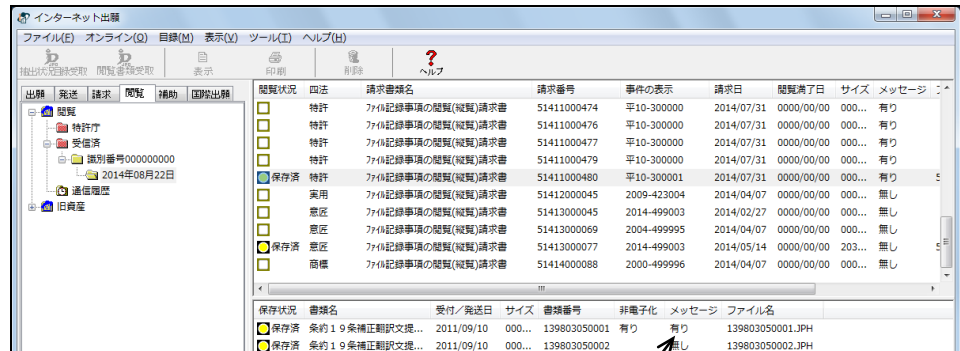 インターネット出願
ファイル(F) オンライン(Q) 目録(M) 表示(V) ツール(T) ヘルプ(H)
抽出状況目録受取 閲覧書類受取 表示 印刷 削除 ヘルプ
出願 発送 請求 閲覧 補助 国際出願
閲覧
特許庁
受信済
識別番号000000000
2014年08月22日
通信履歴
旧資産
閲覧状況 四法 請求書類名 請求番号 事件の表示 請求日 閲覧満了日 サイズ メッセージ
特許 ファイル記録事項の閲覧(縦覧)請求書 51411000474 平10-300000 2014/07/31 0000/00/00 000... 有り
特許 ファイル記録事項の閲覧(縦覧)請求書 51411000476 平10-300000 2014/07/31 0000/00/00 000... 有り
特許 ファイル記録事項の閲覧(縦覧)請求書 51411000477 平10-300000 2014/07/31 0000/00/00 000... 有り
特許 ファイル記録事項の閲覧(縦覧)請求書 51411000479 平10-300000 2014/07/31 0000/00/00 000... 有り
保存済 特許 ファイル記録事項の閲覧(縦覧)請求書 51411000480 平10-300001 2014/07/31 0000/00/00 000... 有り 5
実用 ファイル記録事項の閲覧(縦覧)請求書 51412000045 2009-423004 2014/04/07 0000/00/00 000... 無し
意匠 ファイル記録事項の閲覧(縦覧)請求書 51413000045 2014-499003 2014/02/27 0000/00/00 000... 無し
意匠 ファイル記録事項の閲覧(縦覧)請求書 51413000069 2004-499995 2014/04/07 0000/00/00 000... 無し
保存済 意匠 ファイル記録事項の閲覧(縦覧)請求書 51413000077 2014-499003 2014/05/14 0000/00/00 203... 無し 5
商標 ファイル記録事項の閲覧(縦覧)請求書 51414000088 2000-499996 2014/04/07 0000/00/00 000... 無し
保存状況 書類名 受付/発送日 サイズ 書類番号 非電子化 メッセージ ファイル名
保存済 条約19条補正翻訳文提... 2011/09/10 000... 139803050001 有り 有り 139803050001.JPH
保存済 条約19条補正翻訳文提... 2011/09/10 000... 139803050002 無し 139803050002.JPH